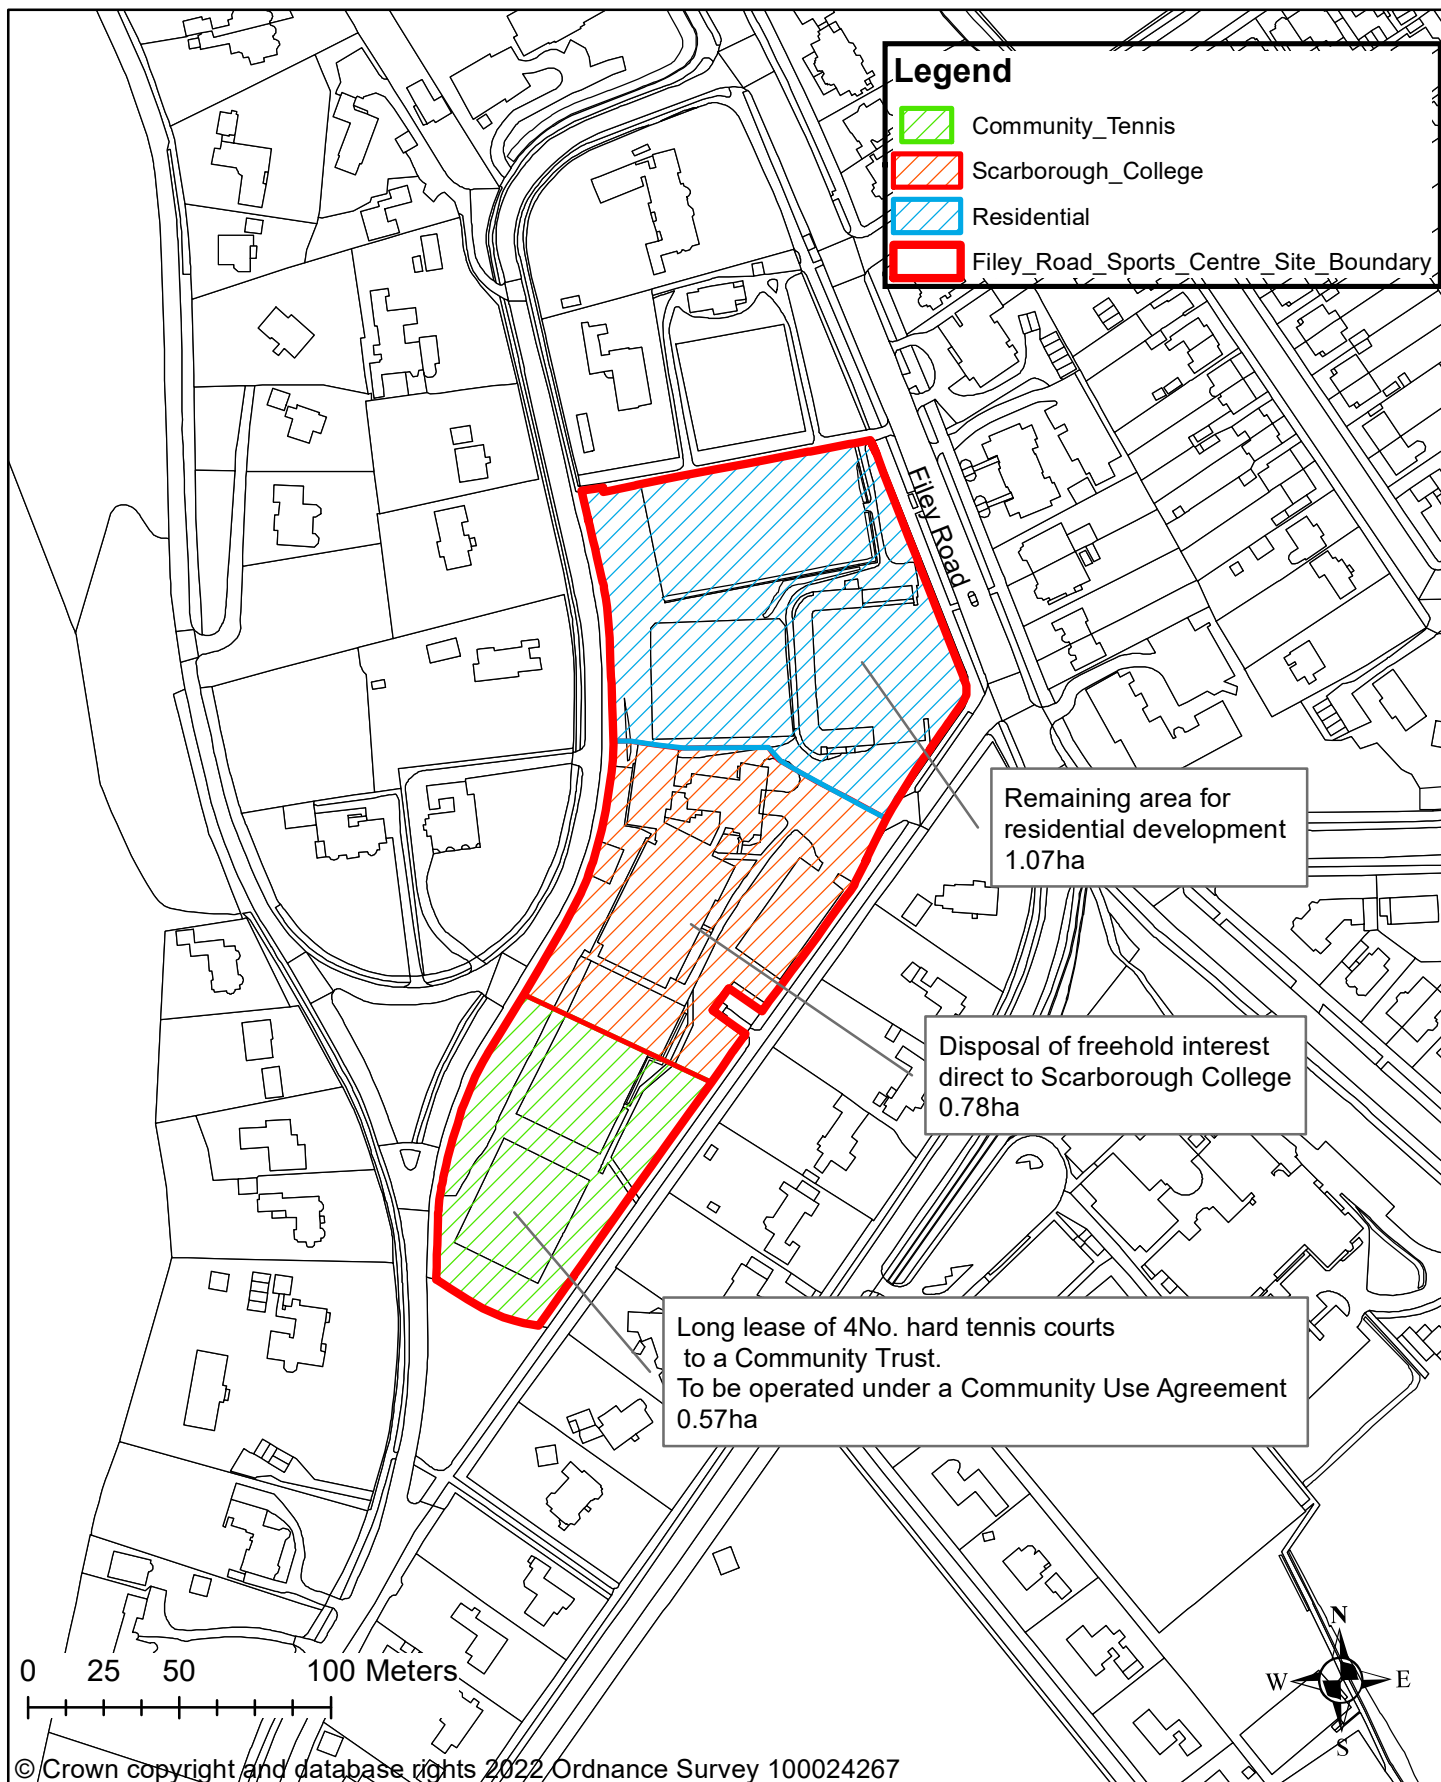 Legend
Community_Tennis
Scarborough_College
Residential
Filey_Road_Sports_Centre_Site_Boundary
Filey Road
Remaining area for
residential development
1.07ha
Disposal of freehold interest
direct to Scarborough College
0.78ha
Long lease of 4No. hard tennis courts
to a Community Trust.
To be operated under a Community Use Agreement
0.57ha
N
W E
S
0 25 50 100 Meters
© Crown copyright and database rights 2022 Ordnance Survey 100024267